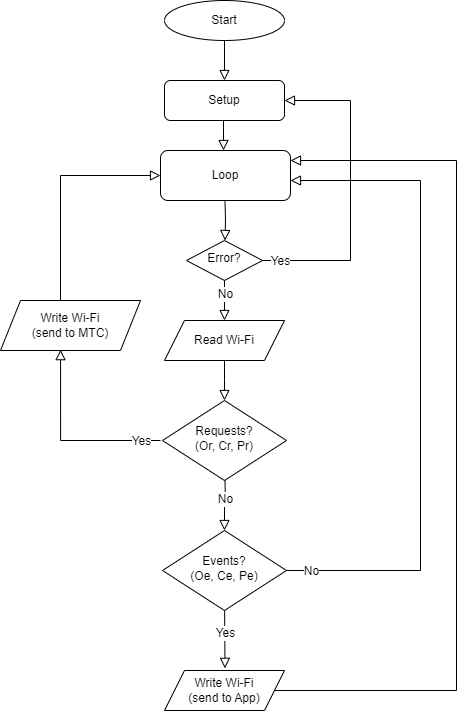 Start
Setup
Loop
Error?
Yes
No
Write Wi-Fi
(send to MTC)
Read Wi-Fi
Requests?
(Or, Cr, Pr)
Yes
No
Events?
(Oe, Ce, Pe)
No
Yes
Write Wi-Fi
(send to App)